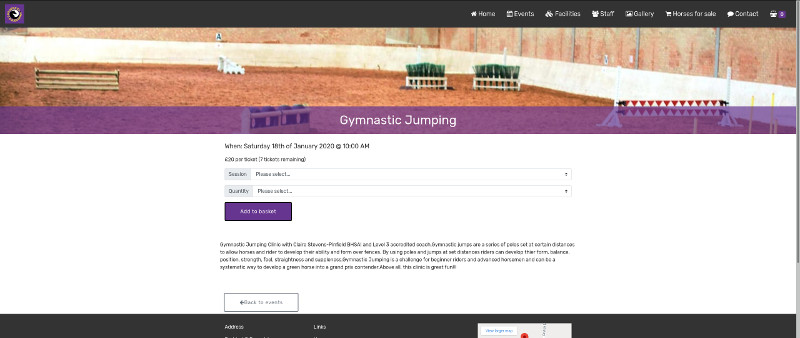 Home Events Facilities Staff Gallery Horses for sale Contact 0
A
Gymnastic Jumping
When: Saturday 18th of January 2020 @ 10:00 AM
£20 per ticket (7 tickets remaining)
Session Please select...
Quantity Please select...
Add to basket
Gymnastic Jumping Clinic with Claire Stevens-Pinfield BHSAI and Level 3 accredited coach.Gymnastic jumps are a series of poles set at certain distances
to allow horses and rider to develop their ability and form over fences. By using poles and jumps at set distances riders can develop their form, balance,
position, strength, feel, straightness and suppleness.Gymnastic Jumping is a challenge for beginner riders and advanced horsemen and can be a
systematic way to develop a green horse into a grand prix contender.Above all, this clinic is great fun!!
Back to events
Address Links
View larger map